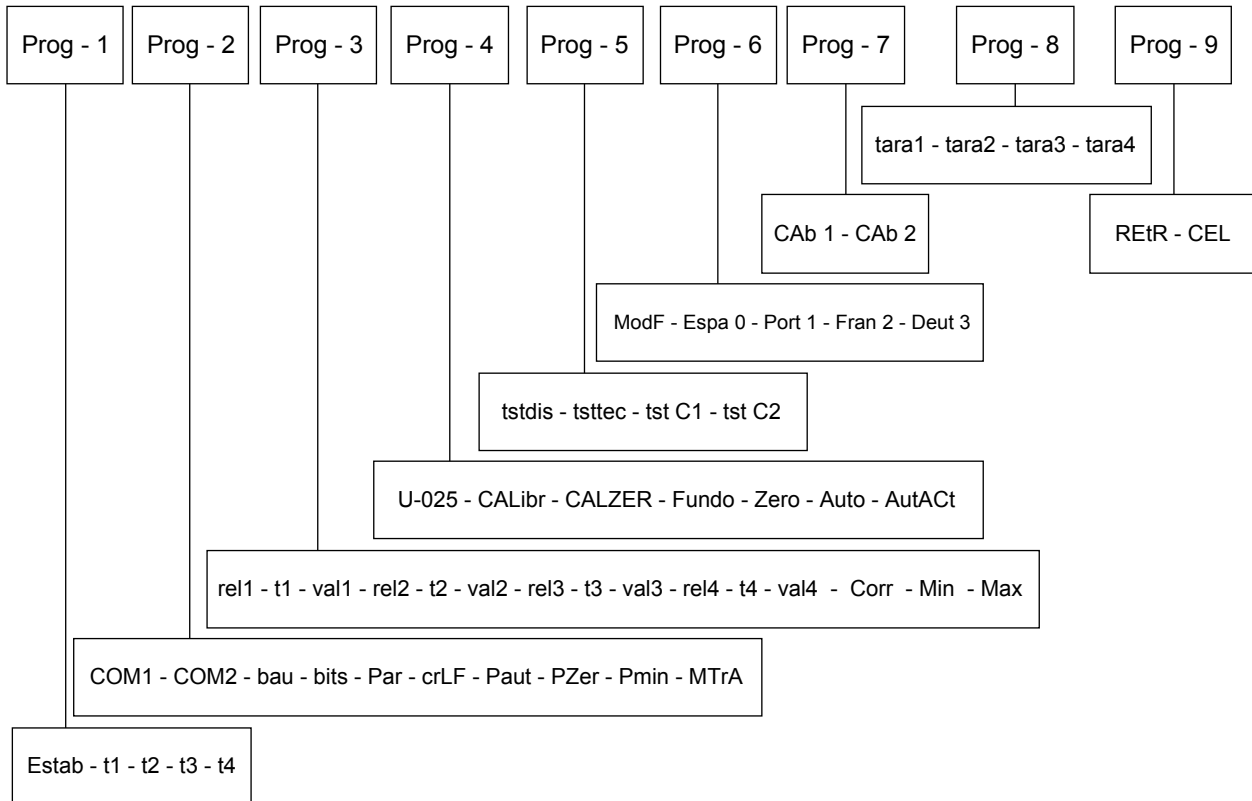 Prog - 1
Prog - 2
Prog - 3
Prog - 4
Prog - 5
Prog - 6
Prog - 7
Prog - 8
Prog - 9
tara1 - tara2 - tara3 - tara4
CAb 1 - CAb 2
REtR - CEL
ModF - Espa 0 - Port 1 - Fran 2 - Deut 3
tstdis - tsttec - tst C1 - tst C2
U-025 - CALibr - CALZER - Fundo - Zero - Auto - AutACt
rel1 - t1 - val1 - rel2 - t2 - val2 - rel3 - t3 - val3 - rel4 - t4 - val4 - Corr - Min - Max
COM1 - COM2 - bau - bits - Par - crLF - Paut - PZer - Pmin - MTrA
Estab - t1 - t2 - t3 - t4